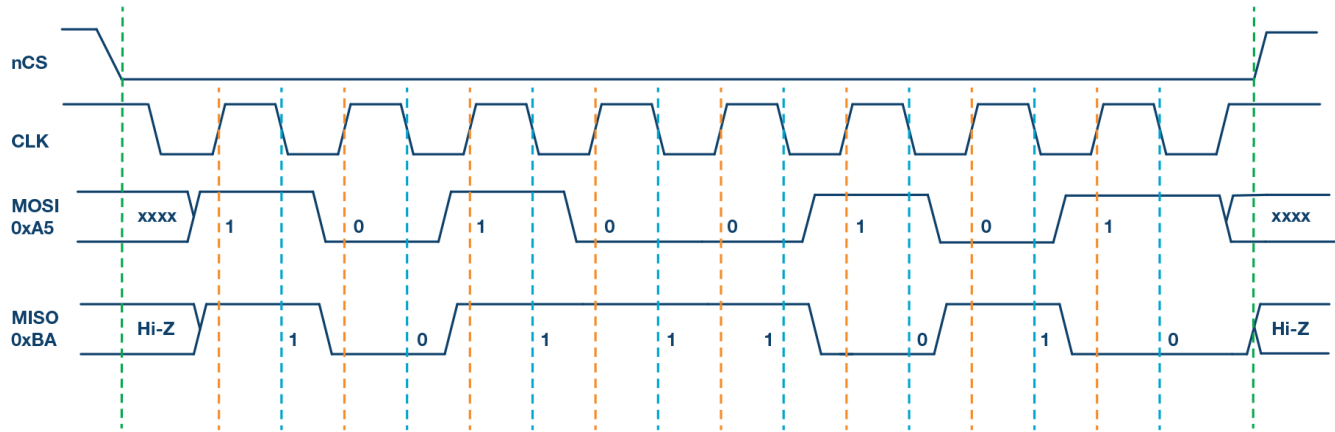 nCS
CLK
MOSI
0xA5
xxxx 1 0 1 0 0 1 0 1 xxxx
MISO
0xBA
Hi-Z 1 0 1 1 1 0 1 0 Hi-Z